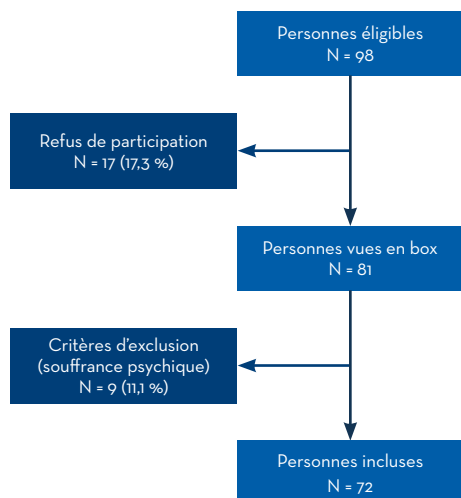 Personnes éligibles
N = 98
Refus de participation
N = 17 (17,3 %)
Personnes vues en box
N = 81
Critères d’exclusion
(souffrance psychique)
N = 9 (11,1 %)
Personnes incluses
N = 72